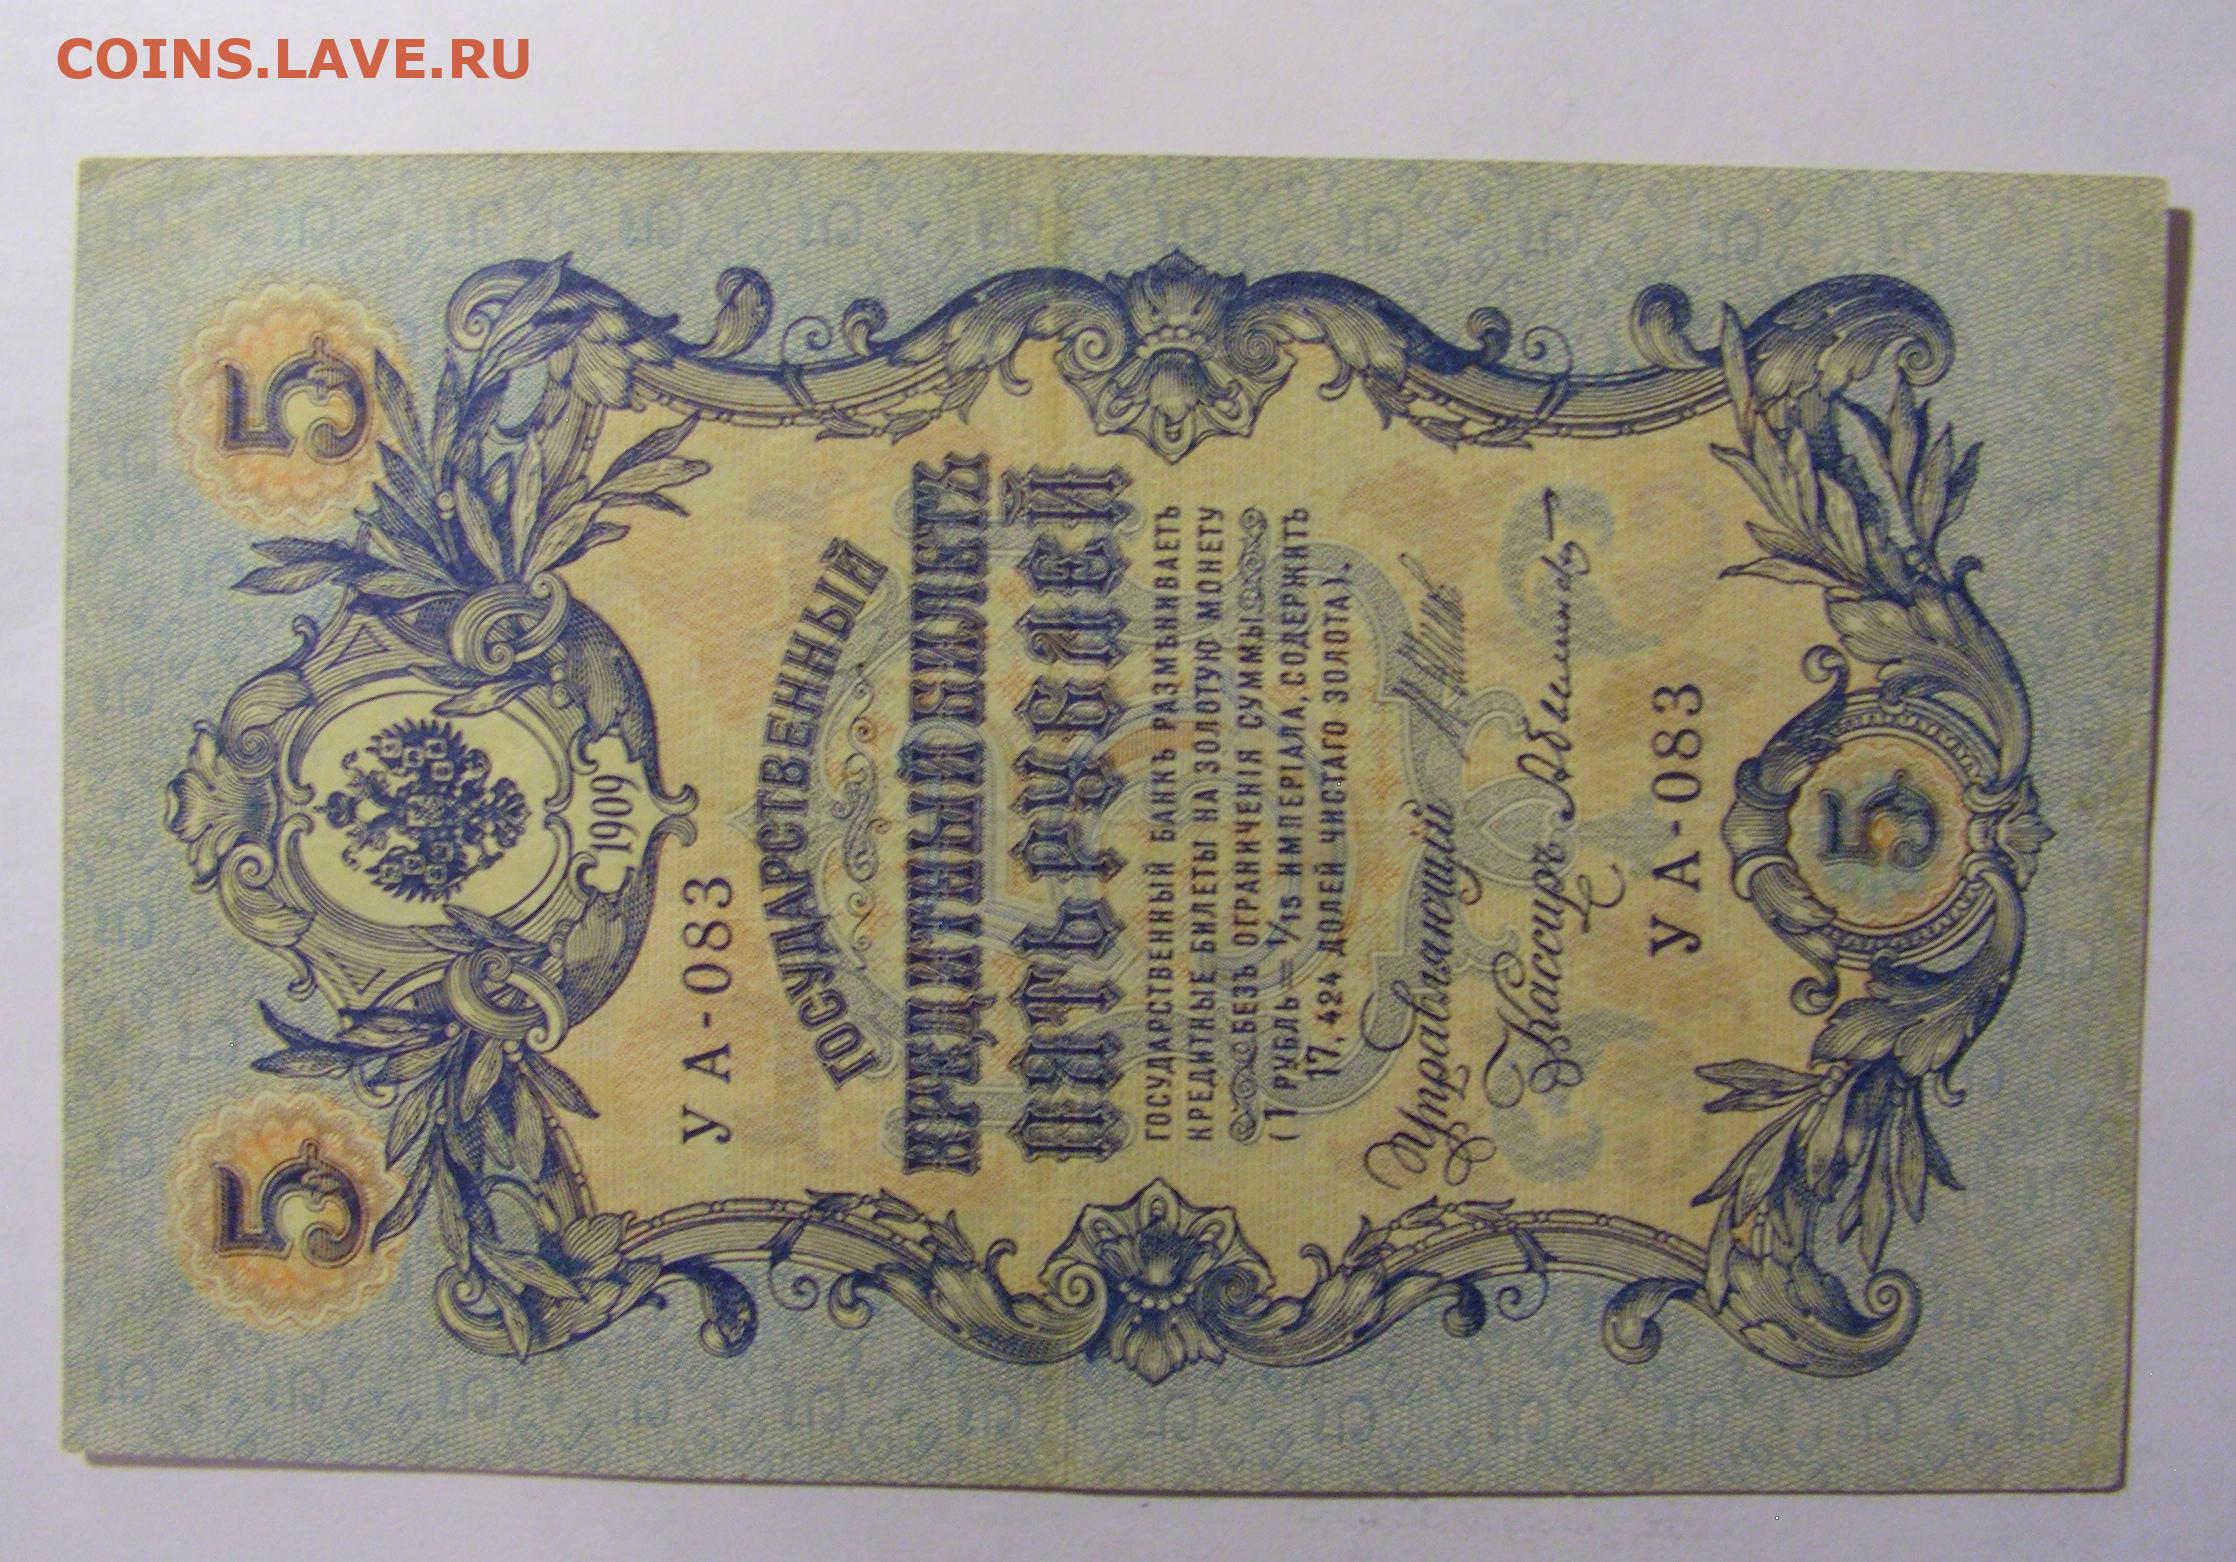 COINS.LAVE.RU
5 5
1909
УА-083
ГОСУДАРСТВЕННЫЙ
КРЕДИТНЫЙ БИЛЕТЪ
ПЯТЬ РУБЛЕЙ
ГОСУДАРСТВЕННЫЙ БАНКЪ РАЗМѢНИВАЕТЪ
КРЕДИТНЫЕ БИЛЕТЫ НА ЗОЛОТУЮ МОНЕТУ
БЕЗЪ ОГРАНИЧЕНІЯ СУММЫ
(1 РУБЛЬ = 1/15 ИМПЕРІАЛА, СОДЕРЖИТЪ
17,424 ДОЛЕЙ ЧИСТАГО ЗОЛОТА).
Управляющій
Кассиръ
УА-083
5